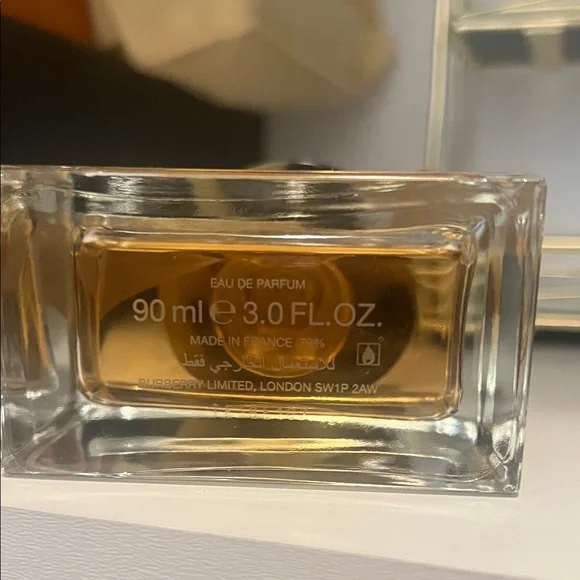 EAU DE PARFUM
90 ml ℮ 3.0 FL.OZ.
MADE IN FRANCE 79%
للاستعمال الخارجي فقط
BURBERRY LIMITED, LONDON SW1P 2AW